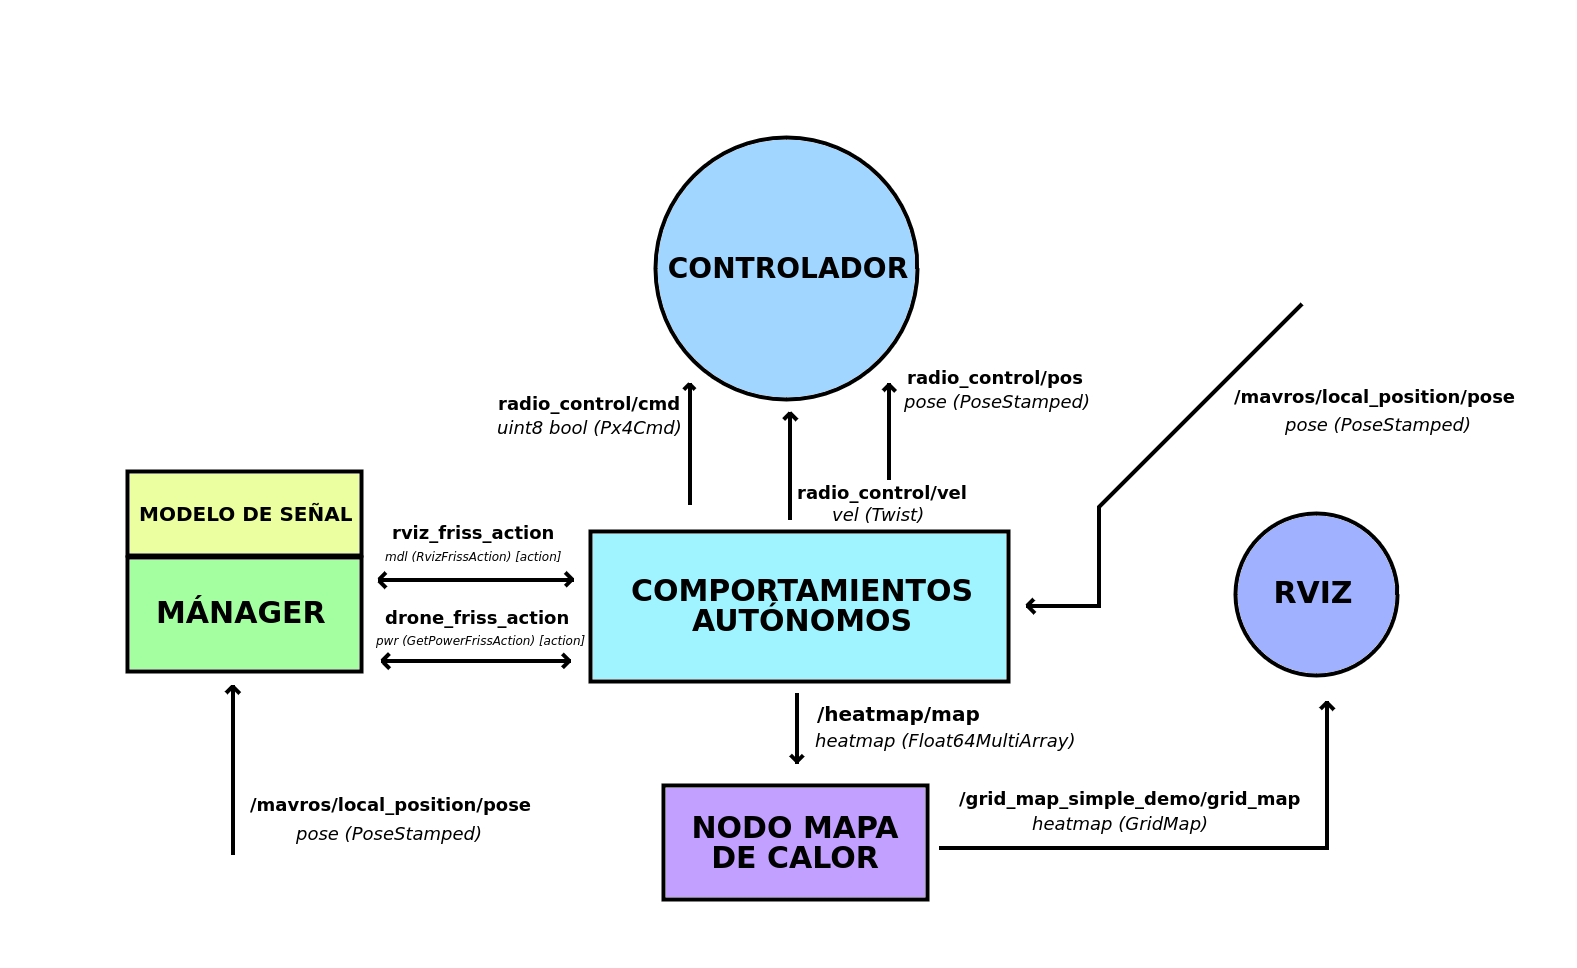 CONTROLADOR
radio_control/cmd
uint8 bool (Px4Cmd)
radio_control/pos
pose (PoseStamped)
/mavros/local_position/pose
pose (PoseStamped)
radio_control/vel
vel (Twist)
MODELO DE SEÑAL
MÁNAGER
rviz_friss_action
mdl (RvizFrissAction) [action]
drone_friss_action
pwr (GetPowerFrissAction) [action]
COMPORTAMIENTOS
AUTÓNOMOS
RVIZ
/heatmap/map
heatmap (Float64MultiArray)
/mavros/local_position/pose
pose (PoseStamped)
NODO MAPA
DE CALOR
/grid_map_simple_demo/grid_map
heatmap (GridMap)